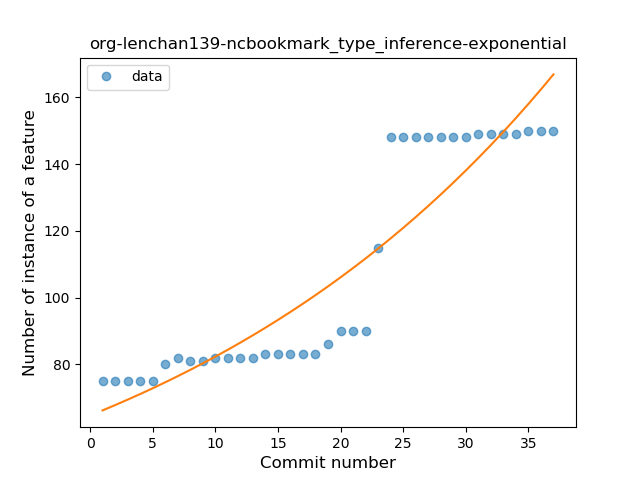 org-lenchan139-ncbookmark_type_inference-exponential
data
Number of instance of a feature
160
140
120
100
80
0 5 10 15 20 25 30 35
Commit number